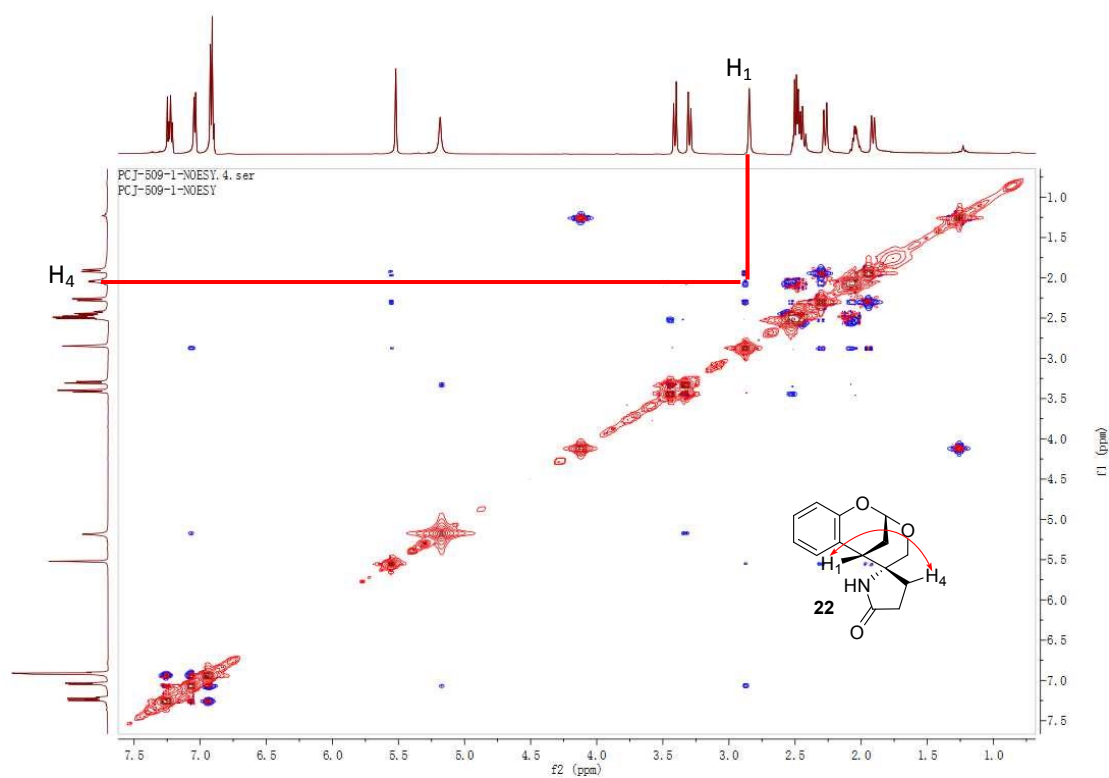 H1
PCJ-509-1-NOESY.4.ser
PCJ-509-1-NOESY
H4
1.0
1.5
2.0
2.5
3.0
3.5
4.0
4.5
5.0
5.5
6.0
6.5
7.0
7.5
f1 (ppm)
O
O
H1
HN
H4
22
O
7.5 7.0 6.5 6.0 5.5 5.0 4.5 4.0 3.5 3.0 2.5 2.0 1.5 1.0
f2 (ppm)